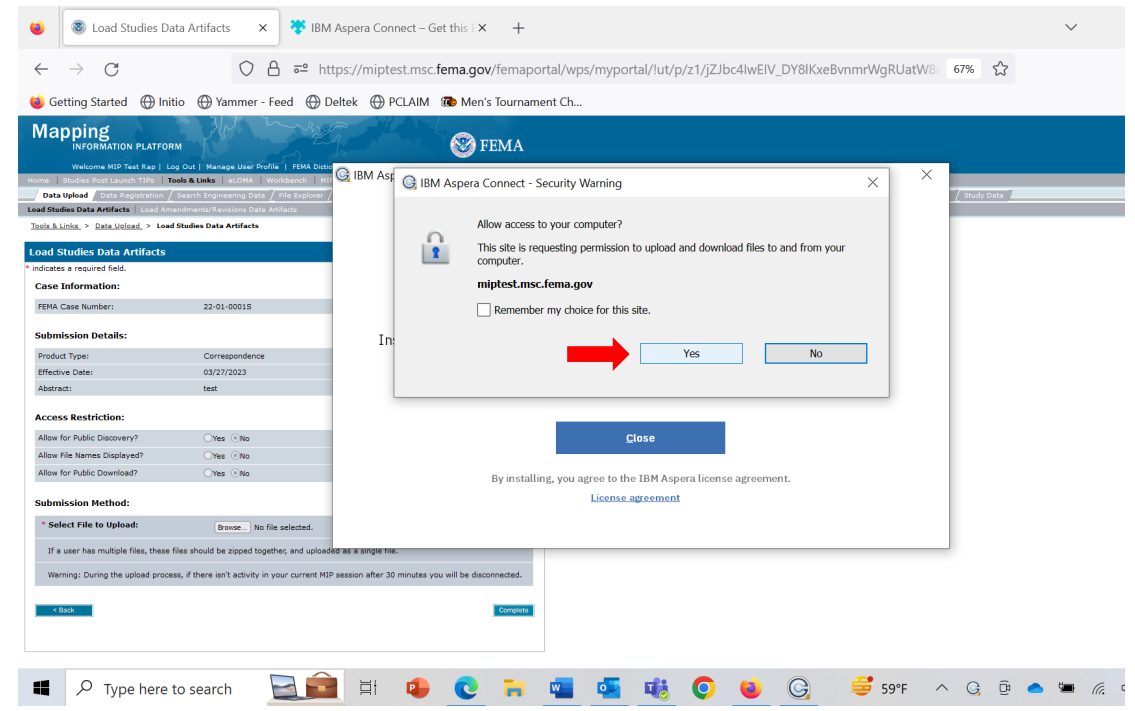 Load Studies Data Artifacts
IBM Aspera Connect – Get this E
https://miptest.msc.fema.gov/femaportal/wps/myportal/!ut/p/z1/
67%
Getting Started Initio Yammer - Feed Deltek PCLAIM Men's Tournament Ch...
Mapping
INFORMATION PLATFORM
FEMA
Welcome MIP Test Rap | Log Out | Manage User Profile | FEMA Dictio
Home Studies Post Launch TIPs Tools & Links eLOMA Workbench MIP
Data Upload Data Registration Search Engineering Data File Explorer Study Data
Load Studies Data Artifacts Load Amendments/Revisions Data Artifacts
Tools & Links > Data Upload > Load Studies Data Artifacts
Load Studies Data Artifacts
* indicates a required field.
Case Information:
FEMA Case Number: 22-01-0001S
Submission Details:
Product Type: Correspondence
Effective Date: 03/27/2023
Abstract: test
Access Restriction:
Allow for Public Discovery? Yes No
Allow File Names Displayed? Yes No
Allow for Public Download? Yes No
Submission Method:
* Select File to Upload: Browse... No file selected.
If a user has multiple files, these files should be zipped together, and uploaded as a single file.
Warning: During the upload process, if there isn't activity in your current MIP session after 30 minutes you will be disconnected.
< Back Complete
IBM Asp
Ins
IBM Aspera Connect - Security Warning
Allow access to your computer?
This site is requesting permission to upload and download files to and from your
computer.
miptest.msc.fema.gov
Remember my choice for this site.
Yes No
Close
By installing, you agree to the IBM Aspera license agreement.
License agreement
Type here to search
59°F